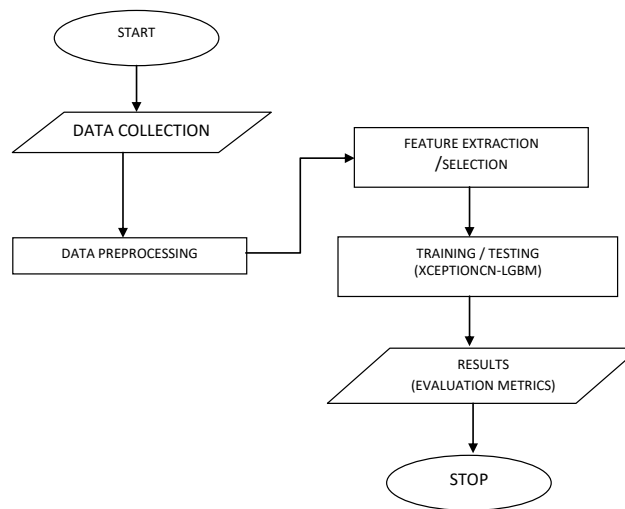 START
DATA COLLECTION
DATA PREPROCESSING
FEATURE EXTRACTION
/SELECTION
TRAINING / TESTING
(XCEPTIONCN-LGBM)
RESULTS
(EVALUATION METRICS)
STOP